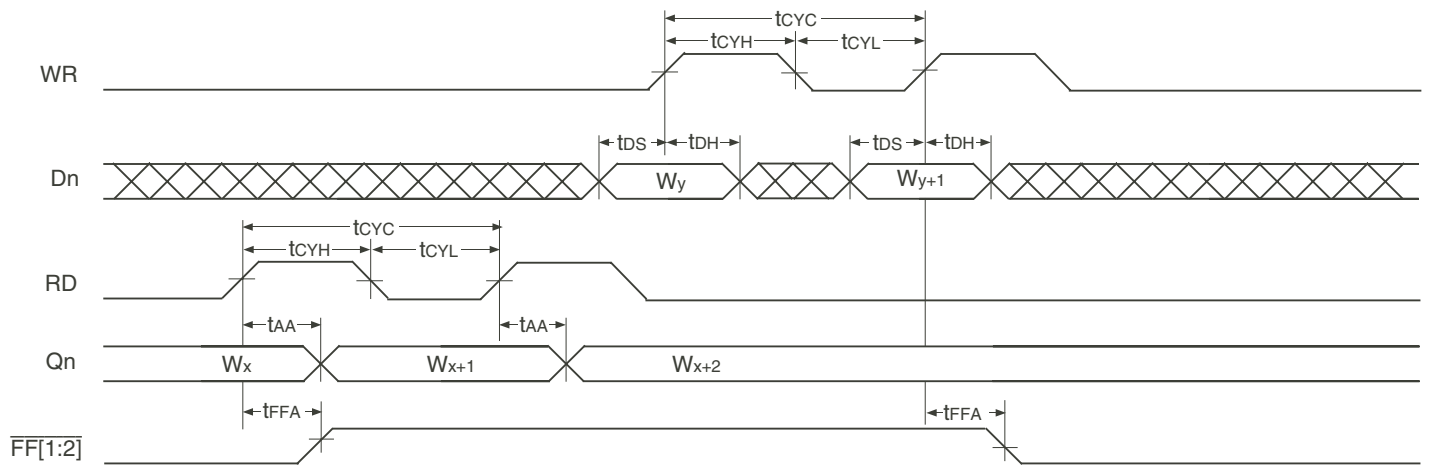 tCYC
tCYH tCYL
WR
tDS tDH tDS tDH
Dn Wy Wy+1
tCYC
tCYH tCYL
RD
tAA tAA
Qn Wx Wx+1 Wx+2
tFFA tFFA
FF[1:2]